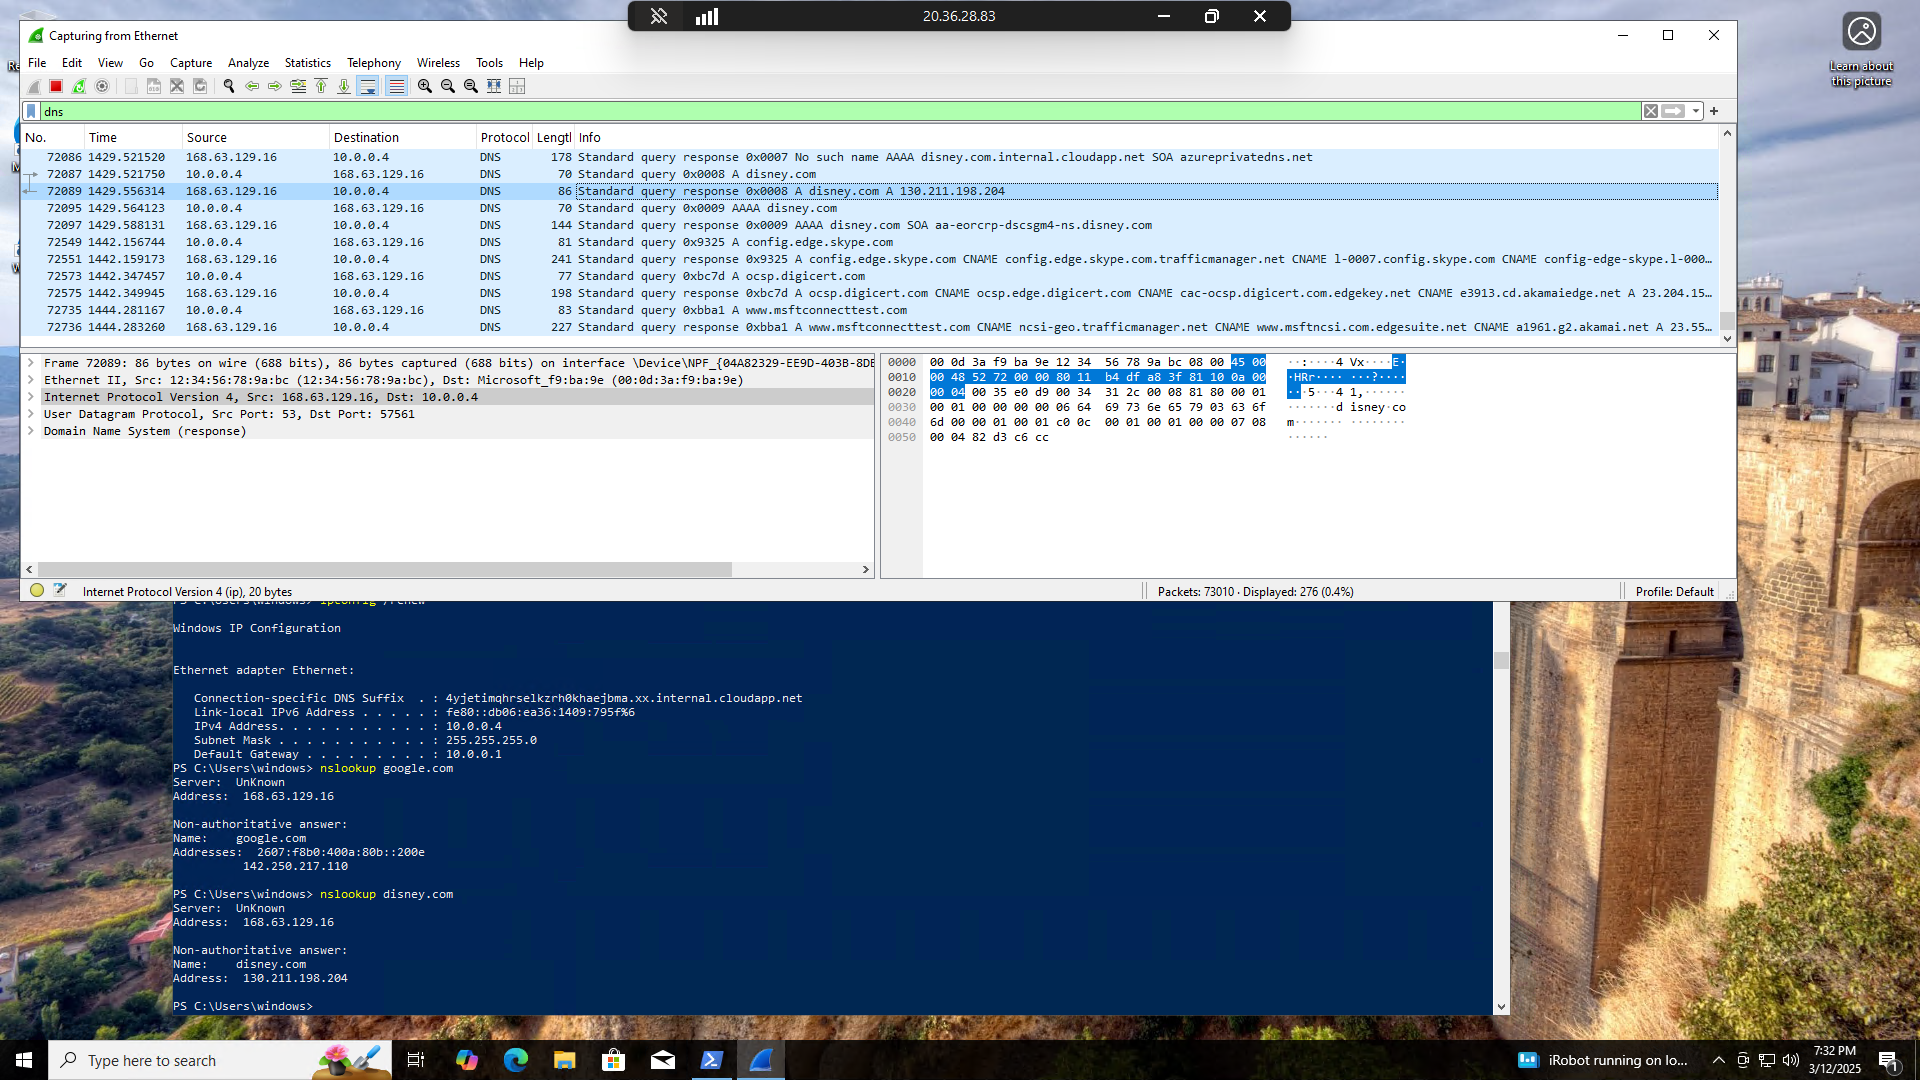 20.36.28.83
Capturing from Ethernet
File Edit View Go Capture Analyze Statistics Telephony Wireless Tools Help
dns
No. Time Source Destination Protocol Lengtl Info
72086 1429.521520 168.63.129.16 10.0.0.4 DNS 178 Standard query response 0x0007 No such name AAAA disney.com.internal.cloudapp.net SOA azureprivatedns.net
72087 1429.521750 10.0.0.4 168.63.129.16 DNS 70 Standard query 0x0008 A disney.com
72089 1429.556314 168.63.129.16 10.0.0.4 DNS 86 Standard query response 0x0008 A disney.com A 130.211.198.204
72095 1429.564123 10.0.0.4 168.63.129.16 DNS 70 Standard query 0x0009 AAAA disney.com
72097 1429.588131 168.63.129.16 10.0.0.4 DNS 144 Standard query response 0x0009 AAAA disney.com SOA aa-eorcrp-dscsgm4-ns.disney.com
72549 1442.156744 10.0.0.4 168.63.129.16 DNS 81 Standard query 0x9325 A config.edge.skype.com
72551 1442.159173 168.63.129.16 10.0.0.4 DNS 241 Standard query response 0x9325 A config.edge.skype.com CNAME config.edge.skype.com.trafficmanager.net CNAME l-0007.config.skype.com CNAME config-edge-skype.l-000…
72573 1442.347457 10.0.0.4 168.63.129.16 DNS 77 Standard query 0xbc7d A ocsp.digicert.com
72575 1442.349945 168.63.129.16 10.0.0.4 DNS 198 Standard query response 0xbc7d A ocsp.digicert.com CNAME ocsp.edge.digicert.com CNAME cac-ocsp.digicert.com.edgekey.net CNAME e3913.cd.akamaiedge.net A 23.204.15…
72735 1444.281167 10.0.0.4 168.63.129.16 DNS 83 Standard query 0xbba1 A www.msftconnecttest.com
72736 1444.283260 168.63.129.16 10.0.0.4 DNS 227 Standard query response 0xbba1 A www.msftconnecttest.com CNAME ncsi-geo.trafficmanager.net CNAME www.msftncsi.com.edgesuite.net CNAME a1961.g2.akamai.net A 23.55…
Frame 72089: 86 bytes on wire (688 bits), 86 bytes captured (688 bits) on interface \Device\NPF_{04A82329-EE9D-403B-8DE
Ethernet II, Src: 12:34:56:78:9a:bc (12:34:56:78:9a:bc), Dst: Microsoft_f9:ba:9e (00:0d:3a:f9:ba:9e)
Internet Protocol Version 4, Src: 168.63.129.16, Dst: 10.0.0.4
User Datagram Protocol, Src Port: 53, Dst Port: 57561
Domain Name System (response)
0000 00 0d 3a f9 ba 9e 12 34 56 78 9a bc 08 00 45 00 ··:····4 Vx····E·
0010 00 48 52 72 00 00 80 11 b4 df a8 3f 81 10 0a 00 ·HRr···· ···?····
0020 00 04 00 35 e0 d9 00 34 31 2c 00 08 81 80 00 01 ···5···4 1,······
0030 00 01 00 00 00 00 06 64 69 73 6e 65 79 03 63 6f ·······d isney·co
0040 6d 00 00 01 00 01 c0 0c 00 01 00 01 00 00 07 08 m······· ········
0050 00 04 82 d3 c6 cc ······
Internet Protocol Version 4 (ip), 20 bytes
Packets: 73010 · Displayed: 276 (0.4%)
Profile: Default
PS C:\Users\windows> ipconfig /renew
Windows IP Configuration
Ethernet adapter Ethernet:
Connection-specific DNS Suffix . : 4yjetimqhrselkzrh0khaejbma.xx.internal.cloudapp.net
Link-local IPv6 Address . . . . . : fe80::db06:ea36:1409:795f%6
IPv4 Address. . . . . . . . . . . : 10.0.0.4
Subnet Mask . . . . . . . . . . . : 255.255.255.0
Default Gateway . . . . . . . . . : 10.0.0.1
PS C:\Users\windows> nslookup google.com
Server: UnKnown
Address: 168.63.129.16
Non-authoritative answer:
Name: google.com
Addresses: 2607:f8b0:400a:80b::200e
142.250.217.110
PS C:\Users\windows> nslookup disney.com
Server: UnKnown
Address: 168.63.129.16
Non-authoritative answer:
Name: disney.com
Address: 130.211.198.204
PS C:\Users\windows>
Learn about
this picture
Type here to search
iRobot running on lo...
7:32 PM
3/12/2025
1